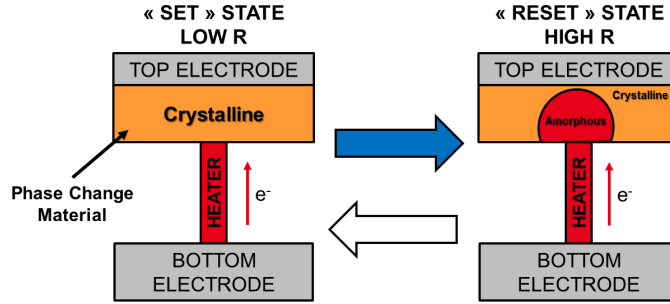 « SET » STATE
LOW R
TOP ELECTRODE
Crystalline
Phase Change
Material
HEATER
e-
BOTTOM
ELECTRODE
« RESET » STATE
HIGH R
TOP ELECTRODE
Crystalline
Amorphous
HEATER
e-
BOTTOM
ELECTRODE